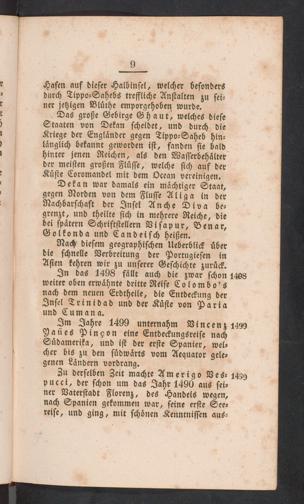 9
Hafen auf dieser Halbinsel, welcher besonders
durch Tippo-Sahebs treffliche Anstalten zu sei-
ner jetzigen Blüthe emporgehoben wurde.
Das große Gebirge Ghaut, welches diese
Staaten von Dekan scheidet, und durch die
Kriege der Engländer gegen Tippo-Saheb hin-
länglich bekannt geworden ist, fanden sie bald
hinter jenen Reichen, als den Wasserbehälter
der meisten großen Flüsse, welche sich auf der
Küste Coromandel mit dem Ocean vereinigen.
Dekan war damals ein mächtiger Staat,
gegen Norden von dem Flusse Aliga in der
Nachbarschaft der Insel Anche Diva be-
grenzt, und theilte sich in mehrere Reiche, die
bei spätern Schriftstellern Visapur, Benar,
Golkonda und Candeisch heißen.
Nach diesem geographischen Ueberblick über
die schnelle Verbreitung der Portugiesen in
Asien kehren wir zu unserer Geschichte zurück.
In das 1498 fällt auch die zwar schon 1498
weiter oben erwähnte dritte Reise Colombo's
nach dem neuen Erdtheile, die Entdeckung der
Insel Trinidad und der Küste von Paria
und Cumana.
Im Jahre 1499 unternahm Vincenz 1499
Yañes Pinçon eine Entdeckungsreise nach
Südamerika, und ist der erste Spanier, wel-
cher bis zu den südwärts vom Aequator gele-
genen Ländern vordrang.
Zu derselben Zeit machte Amerigo Ves- 1499
pucci, der schon um das Jahr 1490 aus sei-
ner Vaterstadt Florenz, des Handels wegen,
nach Spanien gekommen war, seine erste See-
reise, und ging, mit schönen Kenntnissen aus-